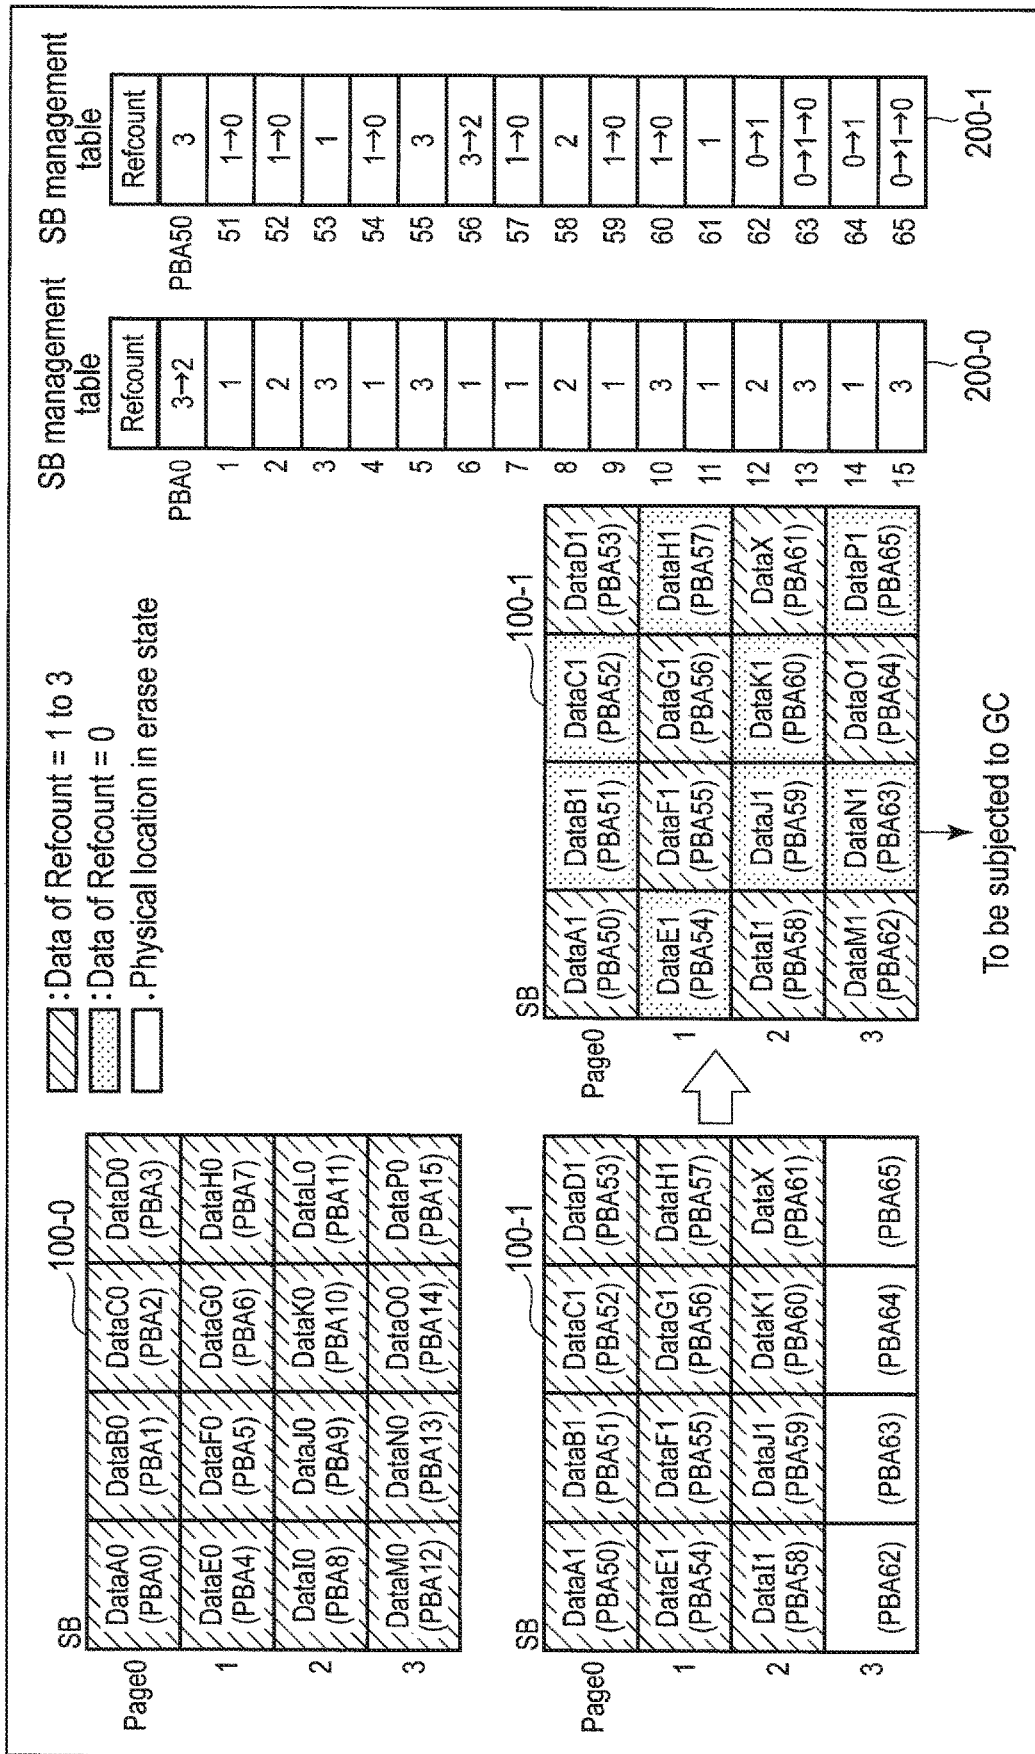 :Data of Refcount = 1 to 3
:Data of Refcount = 0
:Physical location in erase state
SB
100-0
Page0
DataA0 (PBA0)
DataB0 (PBA1)
DataC0 (PBA2)
DataD0 (PBA3)
1
DataE0 (PBA4)
DataF0 (PBA5)
DataG0 (PBA6)
DataH0 (PBA7)
2
DataI0 (PBA8)
DataJ0 (PBA9)
DataK0 (PBA10)
DataL0 (PBA11)
3
DataM0 (PBA12)
DataN0 (PBA13)
DataO0 (PBA14)
DataP0 (PBA15)
SB
100-1
Page0
DataA1 (PBA50)
DataB1 (PBA51)
DataC1 (PBA52)
DataD1 (PBA53)
1
DataE1 (PBA54)
DataF1 (PBA55)
DataG1 (PBA56)
DataH1 (PBA57)
2
DataI1 (PBA58)
DataJ1 (PBA59)
DataK1 (PBA60)
DataX (PBA61)
3
(PBA62)
(PBA63)
(PBA64)
(PBA65)
SB
100-1
Page0
DataA1 (PBA50)
DataB1 (PBA51)
DataC1 (PBA52)
DataD1 (PBA53)
1
DataE1 (PBA54)
DataF1 (PBA55)
DataG1 (PBA56)
DataH1 (PBA57)
2
DataI1 (PBA58)
DataJ1 (PBA59)
DataK1 (PBA60)
DataX (PBA61)
3
DataM1 (PBA62)
DataN1 (PBA63)
DataO1 (PBA64)
DataP1 (PBA65)
To be subjected to GC
SB management
table
Refcount
PBA0 3→2
1 1
2 2
3 3
4 1
5 3
6 1
7 1
8 2
9 1
10 3
11 1
12 2
13 3
14 1
15 3
200-0
SB management
table
Refcount
PBA50 3
51 1→0
52 1→0
53 1
54 1→0
55 3
56 3→2
57 1→0
58 2
59 1→0
60 1→0
61 1
62 0→1
63 0→1→0
64 0→1
65 0→1→0
200-1